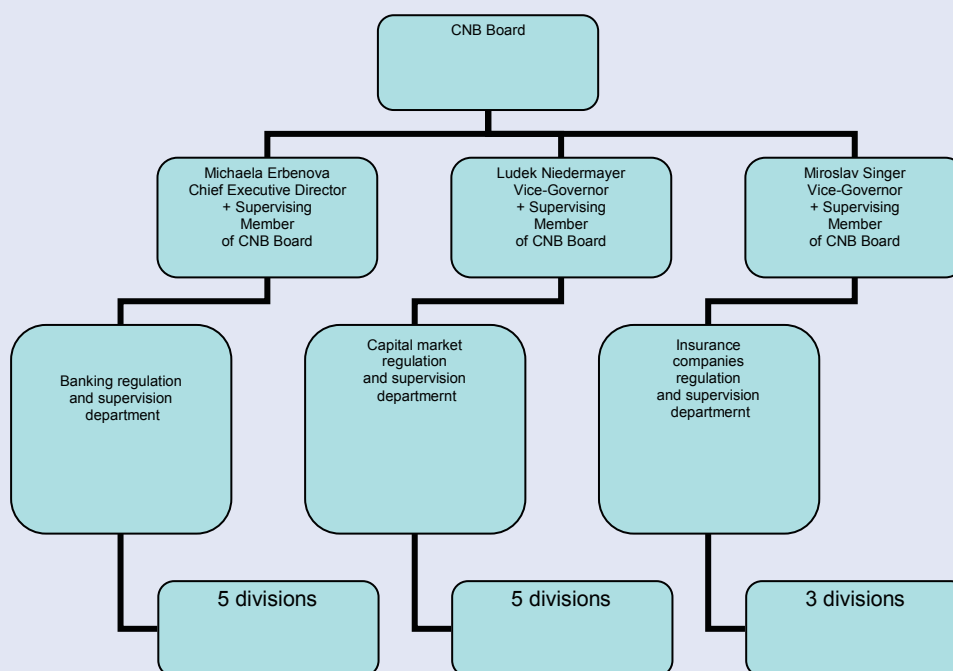 CNB Board
Michaela Erbenova
Chief Executive Director
+ Supervising
Member
of CNB Board
Ludek Niedermayer
Vice-Governor
+ Supervising
Member
of CNB Board
Miroslav Singer
Vice-Governor
+ Supervising
Member
of CNB Board
Banking regulation
and supervision
department
Capital market
regulation
and supervision
departmernt
Insurance
companies
regulation
and supervision
departmernt
5 divisions
5 divisions
3 divisions